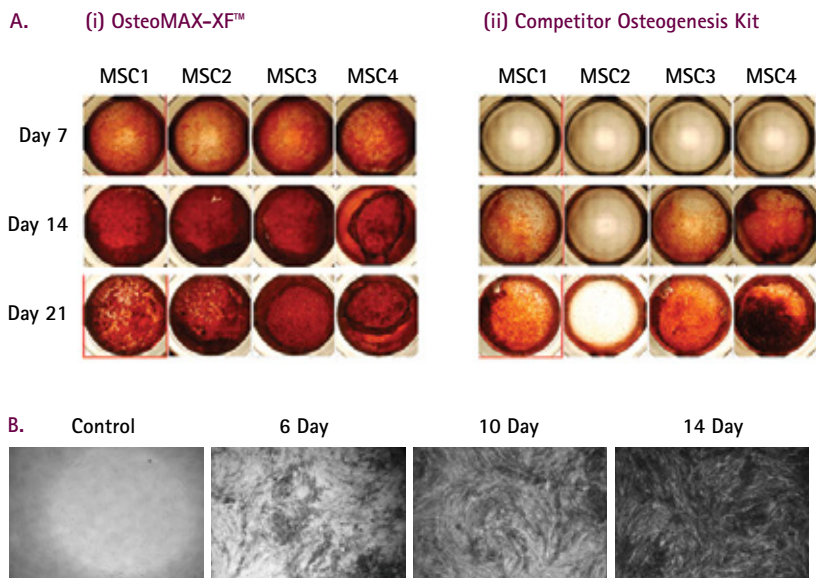 A. (i) OsteoMAX-XF™ (ii) Competitor Osteogenesis Kit
MSC1 MSC2 MSC3 MSC4 MSC1 MSC2 MSC3 MSC4
Day 7
Day 14
Day 21
B. Control 6 Day 10 Day 14 Day